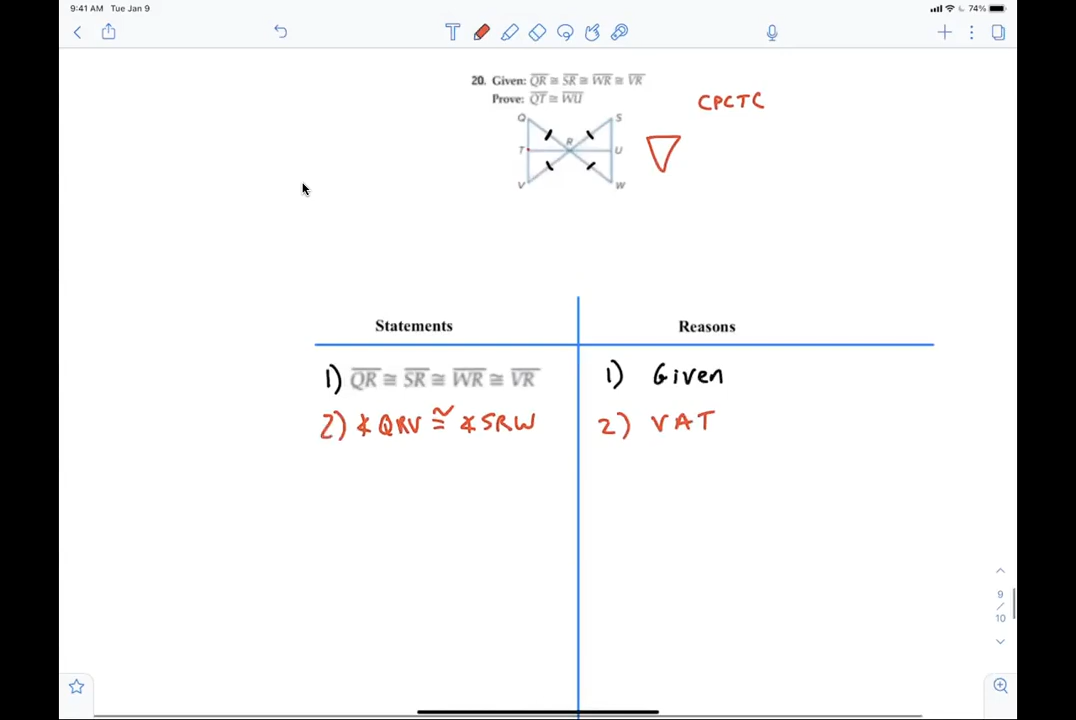 9:41 AM Tue Jan 9
74%
T
20. Given: QR ≅ SR ≅ WR ≅ VR
Prove: QT ≅ WU
CPCTC
Q S
R
T U
V W
Statements Reasons
1) QR ≅ SR ≅ WR ≅ VR 1) Given
2) ∡QRV ≅ ∡SRW 2) VAT
9
/
10